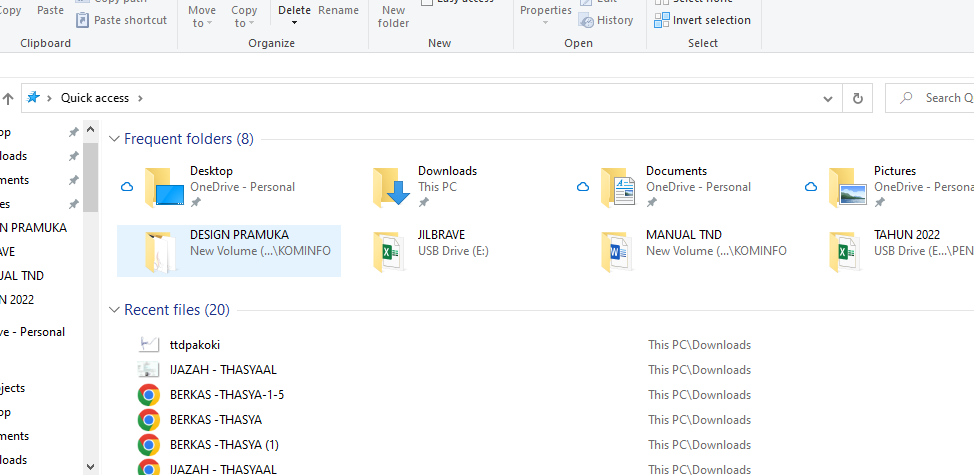 Copy Paste Copy path
Paste shortcut
Move to Copy to Delete Rename
New folder
Easy access
Properties Edit
History
Select none
Invert selection
Clipboard Organize New Open Select
Quick access
Search Q
Frequent folders (8)
Desktop
OneDrive - Personal
Downloads
This PC
Documents
OneDrive - Personal
Pictures
OneDrive - Persona
DESIGN PRAMUKA
New Volume (...\KOMINFO
JILBRAVE
USB Drive (E:)
MANUAL TND
New Volume (...\KOMINFO
TAHUN 2022
USB Drive (E...\PEN
Recent files (20)
ttdpakoki This PC\Downloads
IJAZAH - THASYAAL This PC\Downloads
BERKAS -THASYA-1-5 This PC\Downloads
BERKAS -THASYA This PC\Downloads
BERKAS -THASYA (1) This PC\Downloads
IJAZAH - THASYAAL This PC\Downloads
op
loads
ments
es
N PRAMUKA
AVE
UAL TND
N 2022
ve - Personal
ojects
op
ments
loads